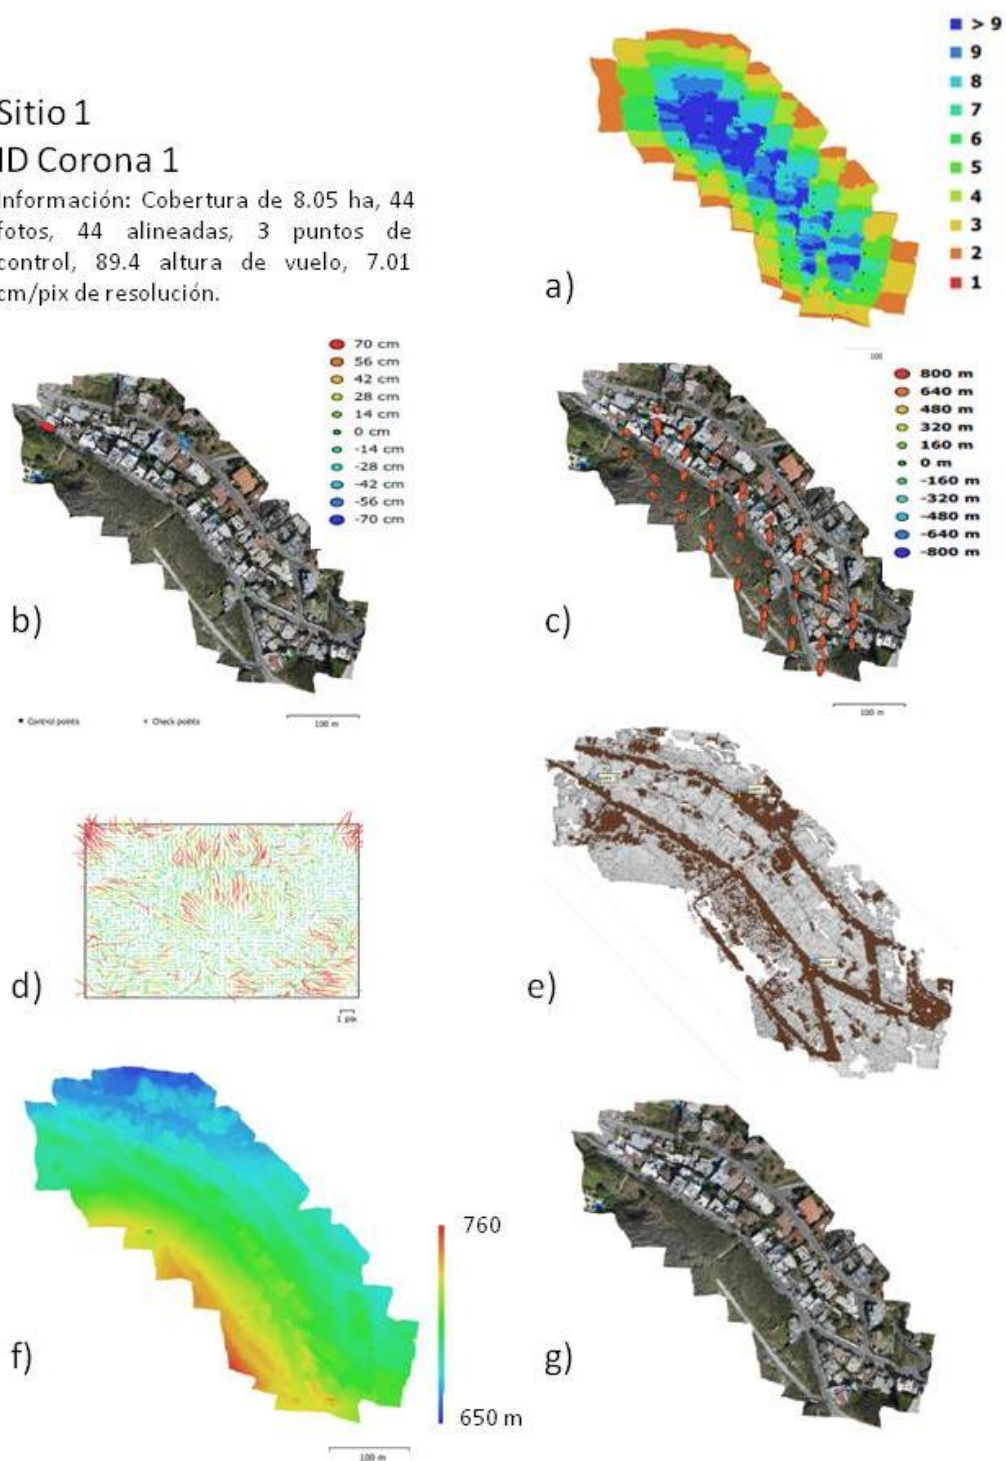 Sitio 1
ID Corona 1
Información: Cobertura de 8.05 ha, 44
fotos, 44 alineadas, 3 puntos de
control, 89.4 altura de vuelo, 7.01
cm/pix de resolución.
a)
> 9
9
8
7
6
5
4
3
2
1
100
b)
70 cm
56 cm
42 cm
28 cm
14 cm
0 cm
-14 cm
-28 cm
-42 cm
-56 cm
-70 cm
Control points
Check points
100 m
c)
800 m
640 m
480 m
320 m
160 m
0 m
-160 m
-320 m
-480 m
-640 m
-800 m
100 m
d)
1 pix
e)
f)
760
650 m
100 m
g)